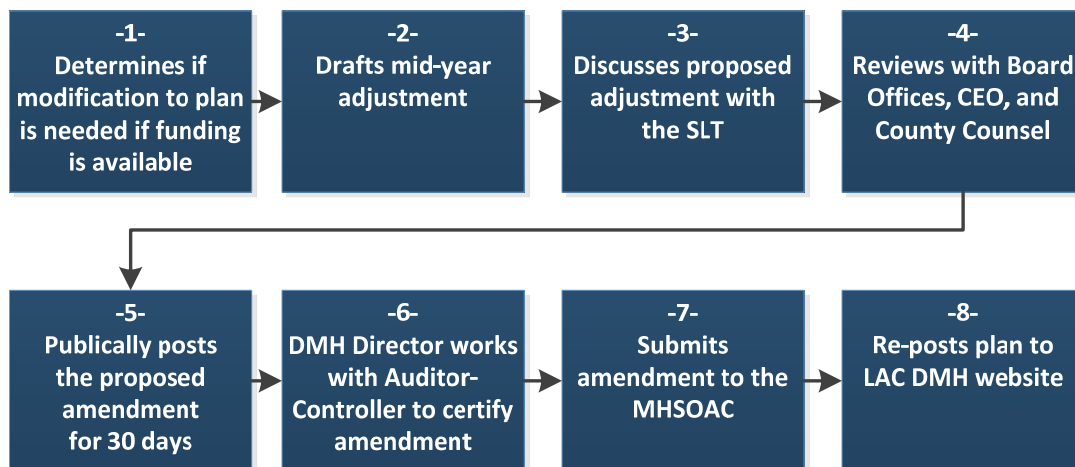 -1-
Determines if
modification to plan
is needed if funding
is available
-2-
Drafts mid-year
adjustment
-3-
Discusses proposed
adjustment with
the SLT
-4-
Reviews with Board
Offices, CEO, and
County Counsel
-5-
Publically posts
the proposed
amendment
for 30 days
-6-
DMH Director works
with Auditor-
Controller to certify
amendment
-7-
Submits
amendment to the
MHSOAC
-8-
Re-posts plan to
LAC DMH website